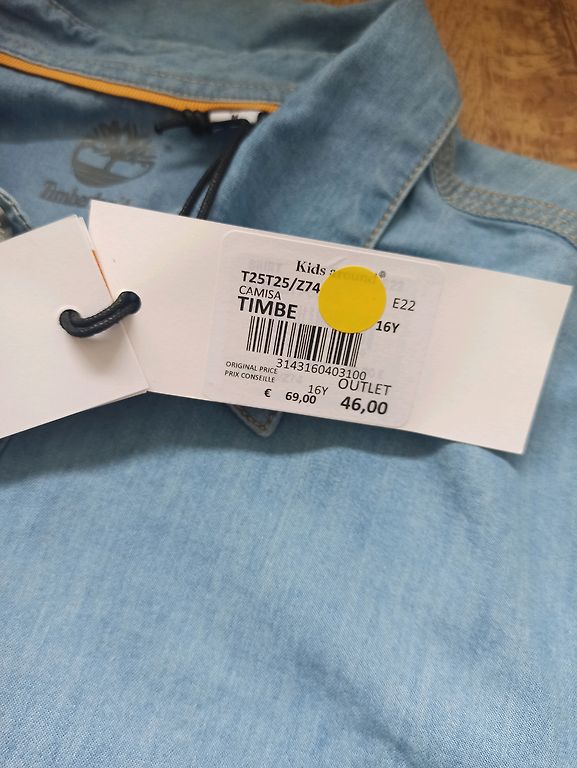 Kids around®
T25T25/Z74
E22
CAMISA
TIMBE
16Y
3143160403100
ORIGINAL PRICE
PRIX CONSEILLE
16Y OUTLET
€ 69,00 46,00